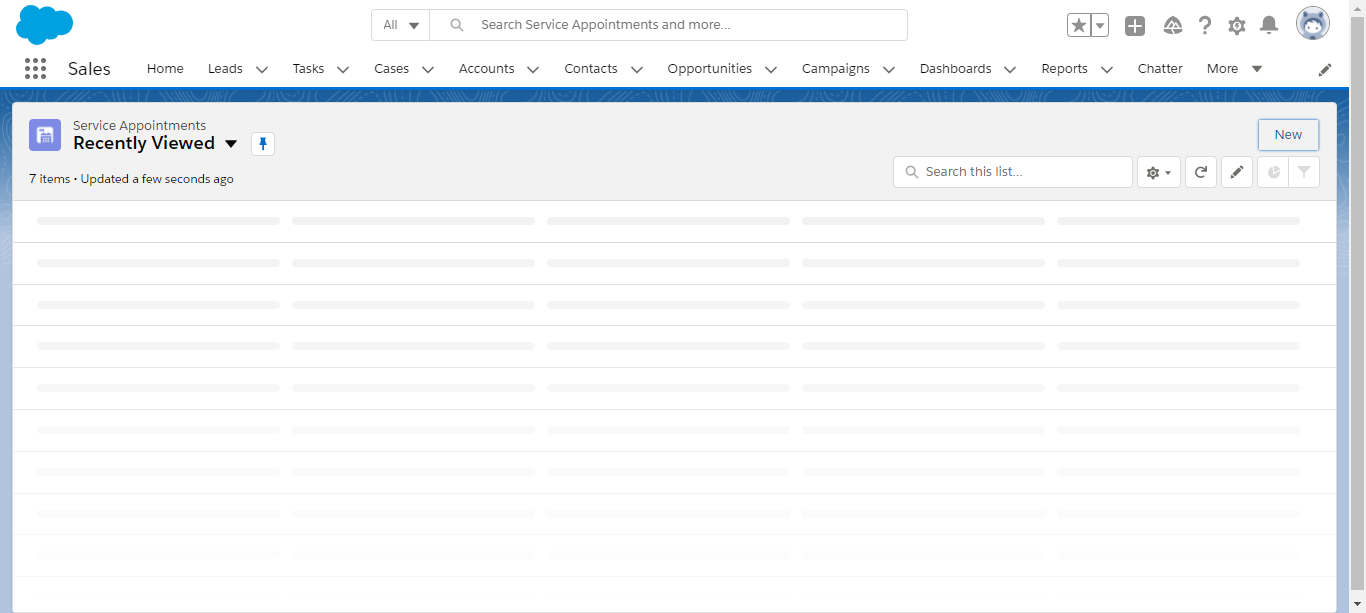 All
Search Service Appointments and more...
Sales
Home
Leads
Tasks
Cases
Accounts
Contacts
Opportunities
Campaigns
Dashboards
Reports
Chatter
More
Service Appointments
Recently Viewed
New
7 items • Updated a few seconds ago
Search this list...